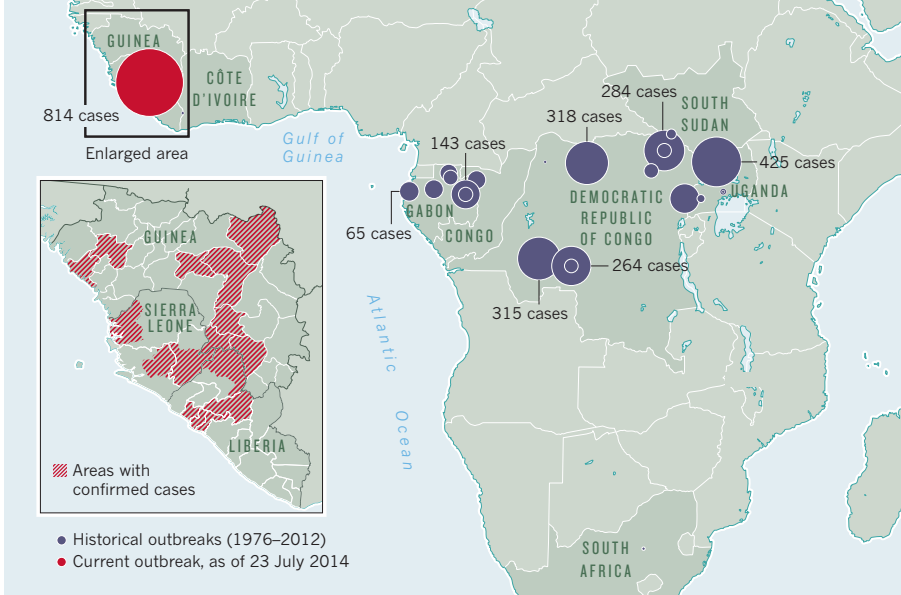 GUINEA
814 cases
CÔTE
D'IVOIRE
Enlarged area
Gulf of
Guinea
143 cases
318 cases
284 cases
SOUTH
SUDAN
425 cases
UGANDA
65 cases
GABON
CONGO
DEMOCRATIC
REPUBLIC
OF CONGO
264 cases
315 cases
Atlantic
Ocean
GUINEA
SIERRA
LEONE
LIBERIA
Areas with
confirmed cases
Historical outbreaks (1976–2012)
Current outbreak, as of 23 July 2014
SOUTH
AFRICA